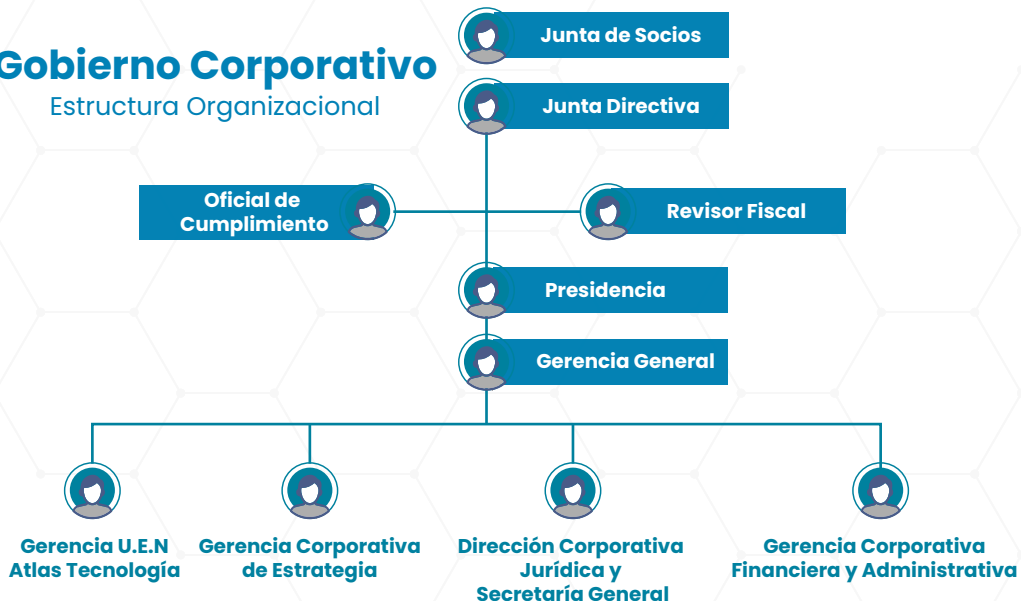 Gobierno Corporativo
Estructura Organizacional
Junta de Socios
Junta Directiva
Oficial de
Cumplimiento
Revisor Fiscal
Presidencia
Gerencia General
Gerencia U.E.N
Atlas Tecnología
Gerencia Corporativa
de Estrategia
Dirección Corporativa
Jurídica y
Secretaría General
Gerencia Corporativa
Financiera y Administrativa